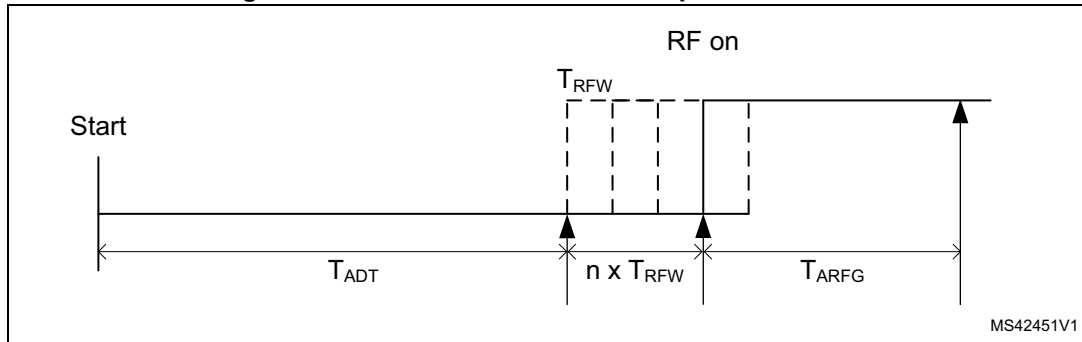 RF on
T_RFW
Start
T_ADT
n x T_RFW
T_ARFG
MS42451V1